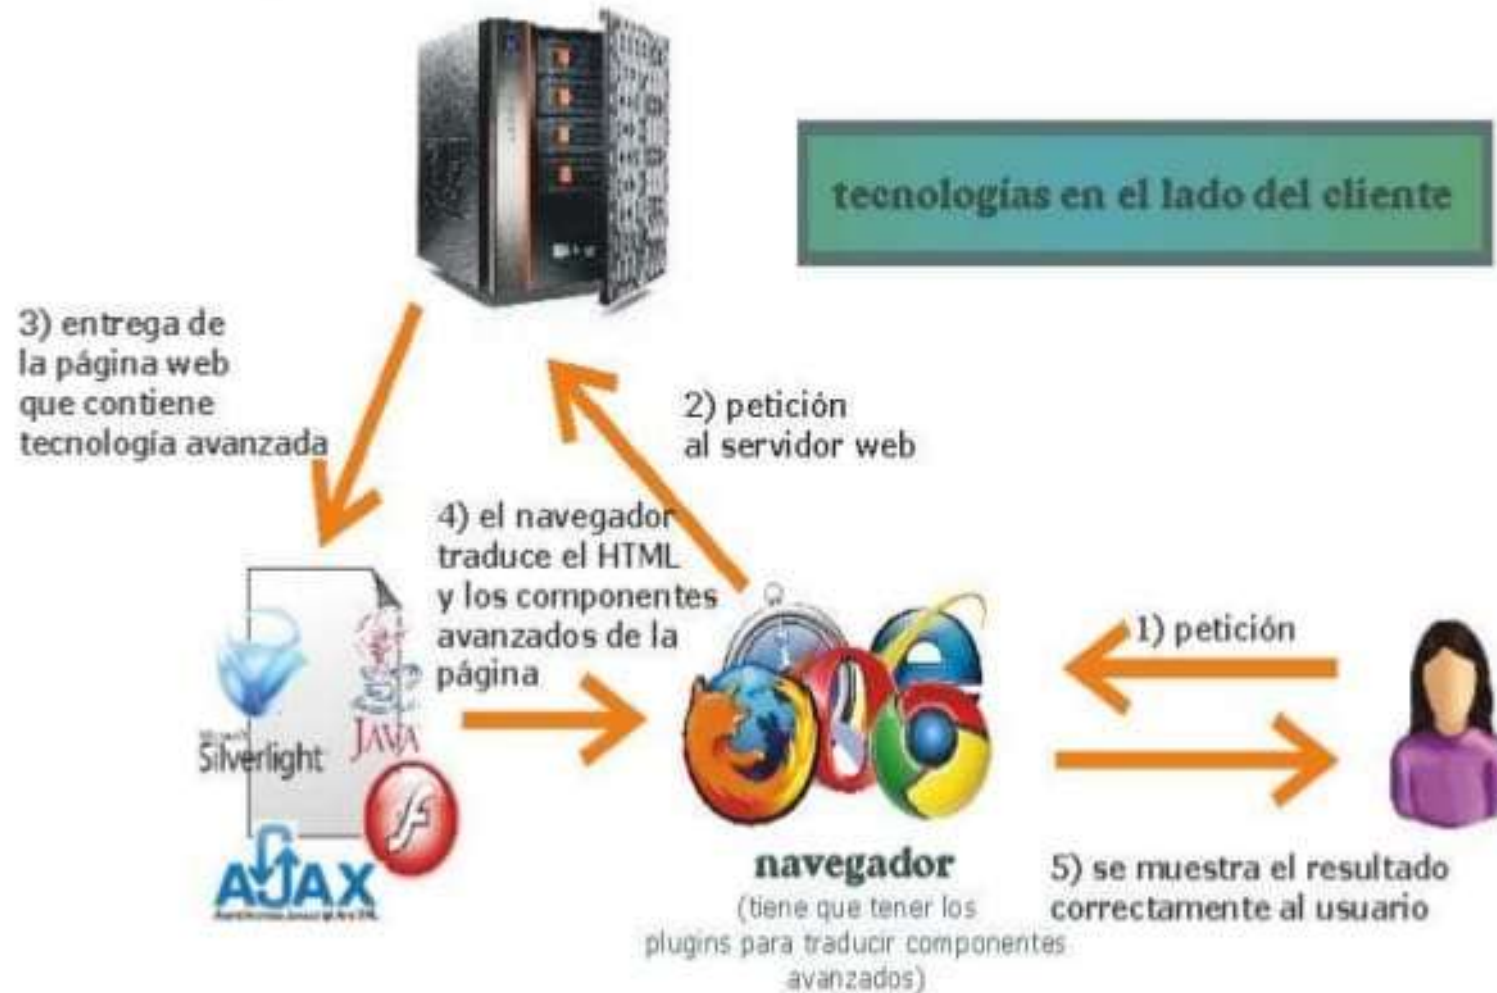 tecnologías en el lado del cliente
3) entrega de
la página web
que contiene
tecnología avanzada
2) petición
al servidor web
4) el navegador
traduce el HTML
y los componentes
avanzados de la
página
1) petición
Microsoft
Silverlight
JAVA
AJAX
navegador
(tiene que tener los
plugins para traducir componentes
avanzados)
5) se muestra el resultado
correctamente al usuario